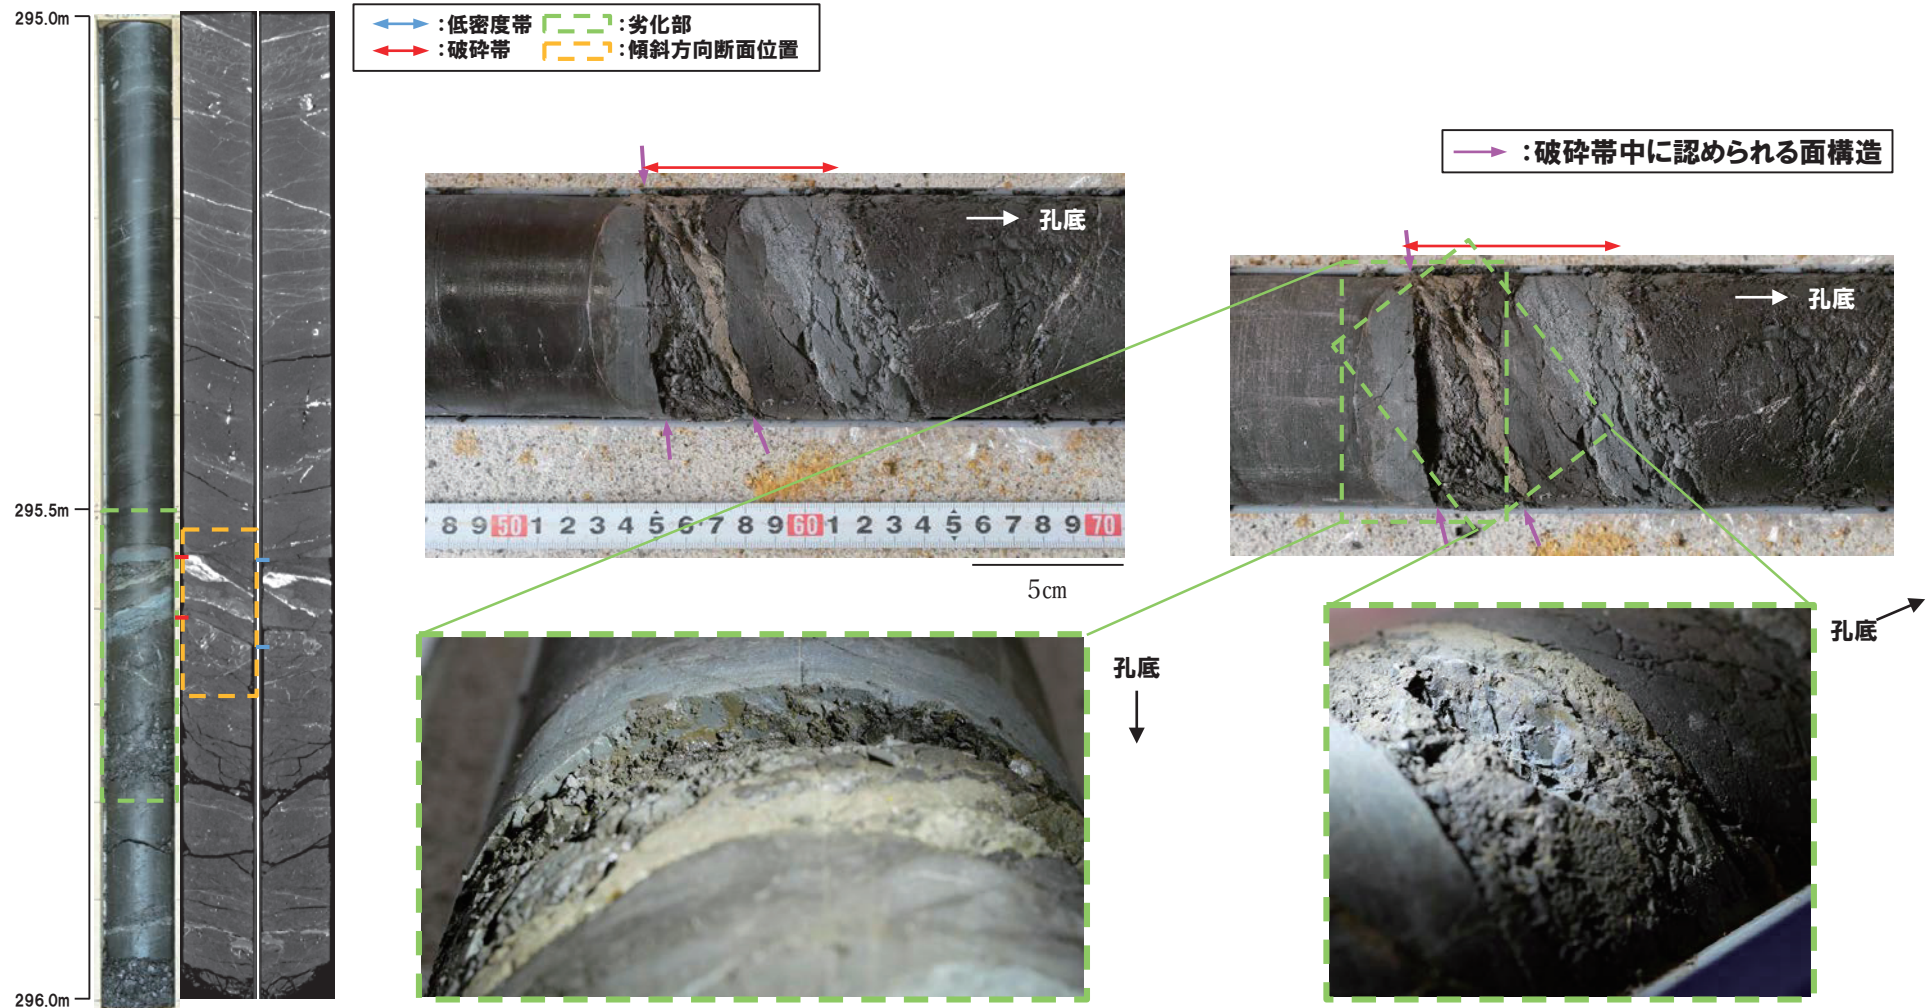 295.0m
295.5m
296.0m
:低密度帯
:劣化部
:破砕帯
:傾斜方向断面位置
:破砕帯中に認められる面構造
孔底
孔底
8 9 50 1 2 3 4 5 6 7 8 9 60 1 2 3 4 5 6 7 8 9 70
5cm
孔底
孔底